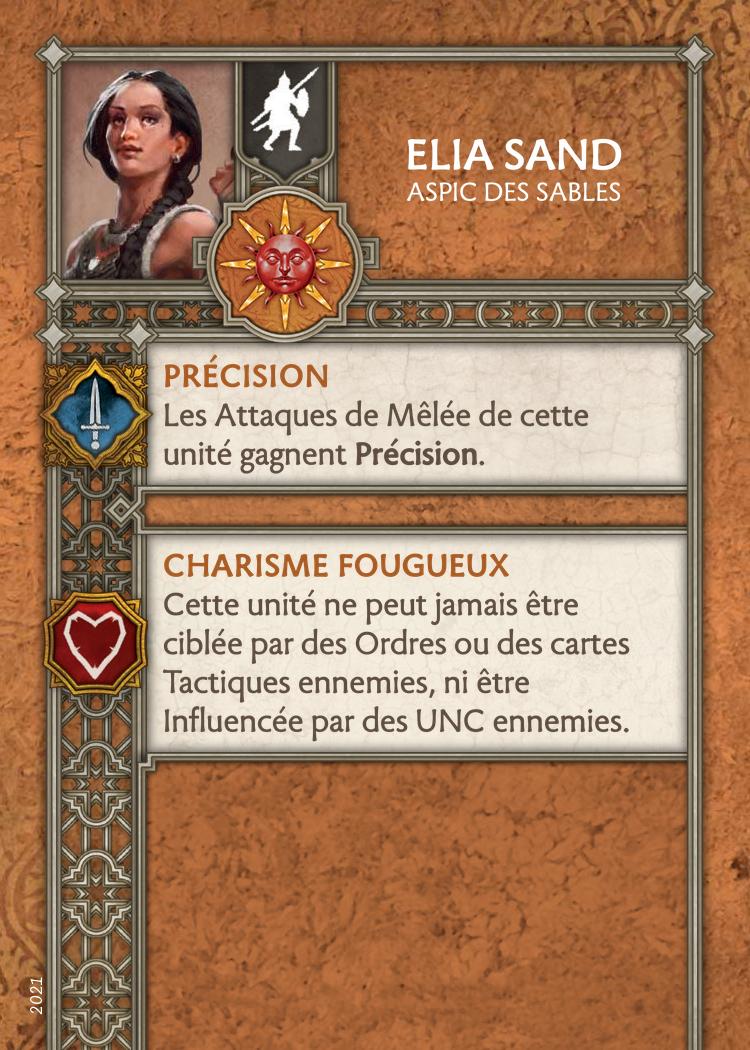 ELIA SAND
ASPIC DES SABLES
PRÉCISION
Les Attaques de Mêlée de cette
unité gagnent Précision.
CHARISME FOUGUEUX
Cette unité ne peut jamais être
ciblée par des Ordres ou des cartes
Tactiques ennemies, ni être
Influencée par des UNC ennemies.
2021